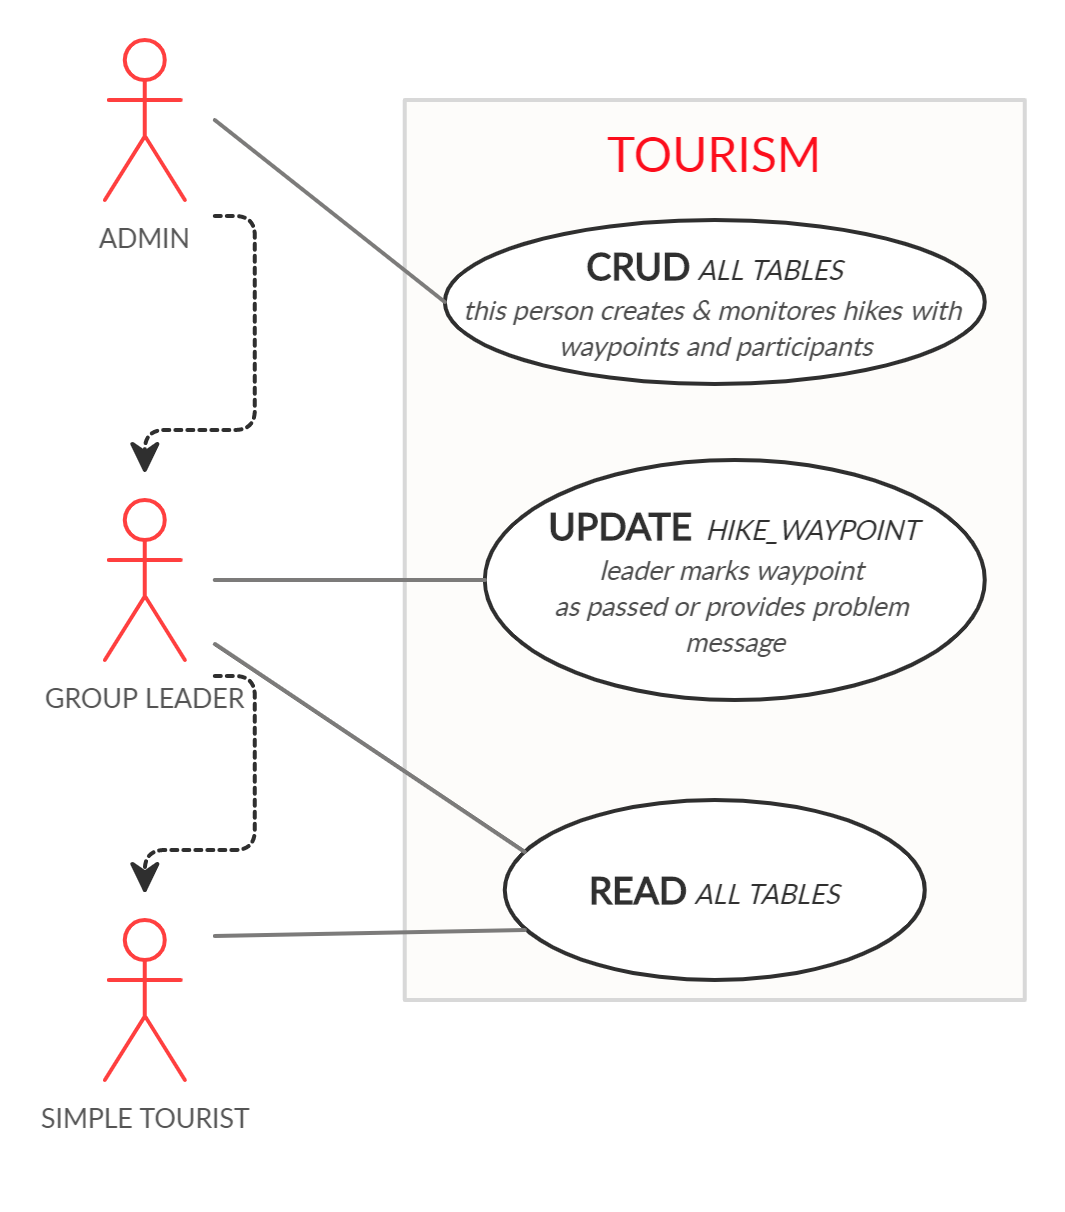 TOURISM
ADMIN
CRUD ALL TABLES
this person creates & monitores hikes with
waypoints and participants
UPDATE HIKE_WAYPOINT
leader marks waypoint
as passed or provides problem
message
GROUP LEADER
READ ALL TABLES
SIMPLE TOURIST